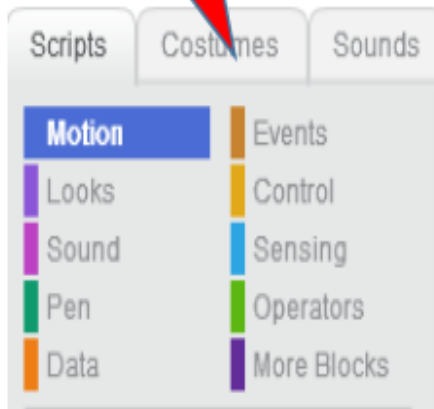 Scripts Costumes Sounds
Motion Events
Looks Control
Sound Sensing
Pen Operators
Data More Blocks